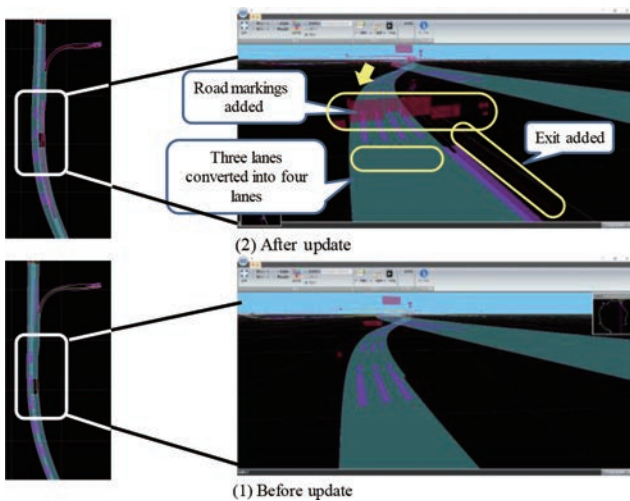 Road markings
added
Exit added
Three lanes
converted into four
lanes
(2) After update
(1) Before update